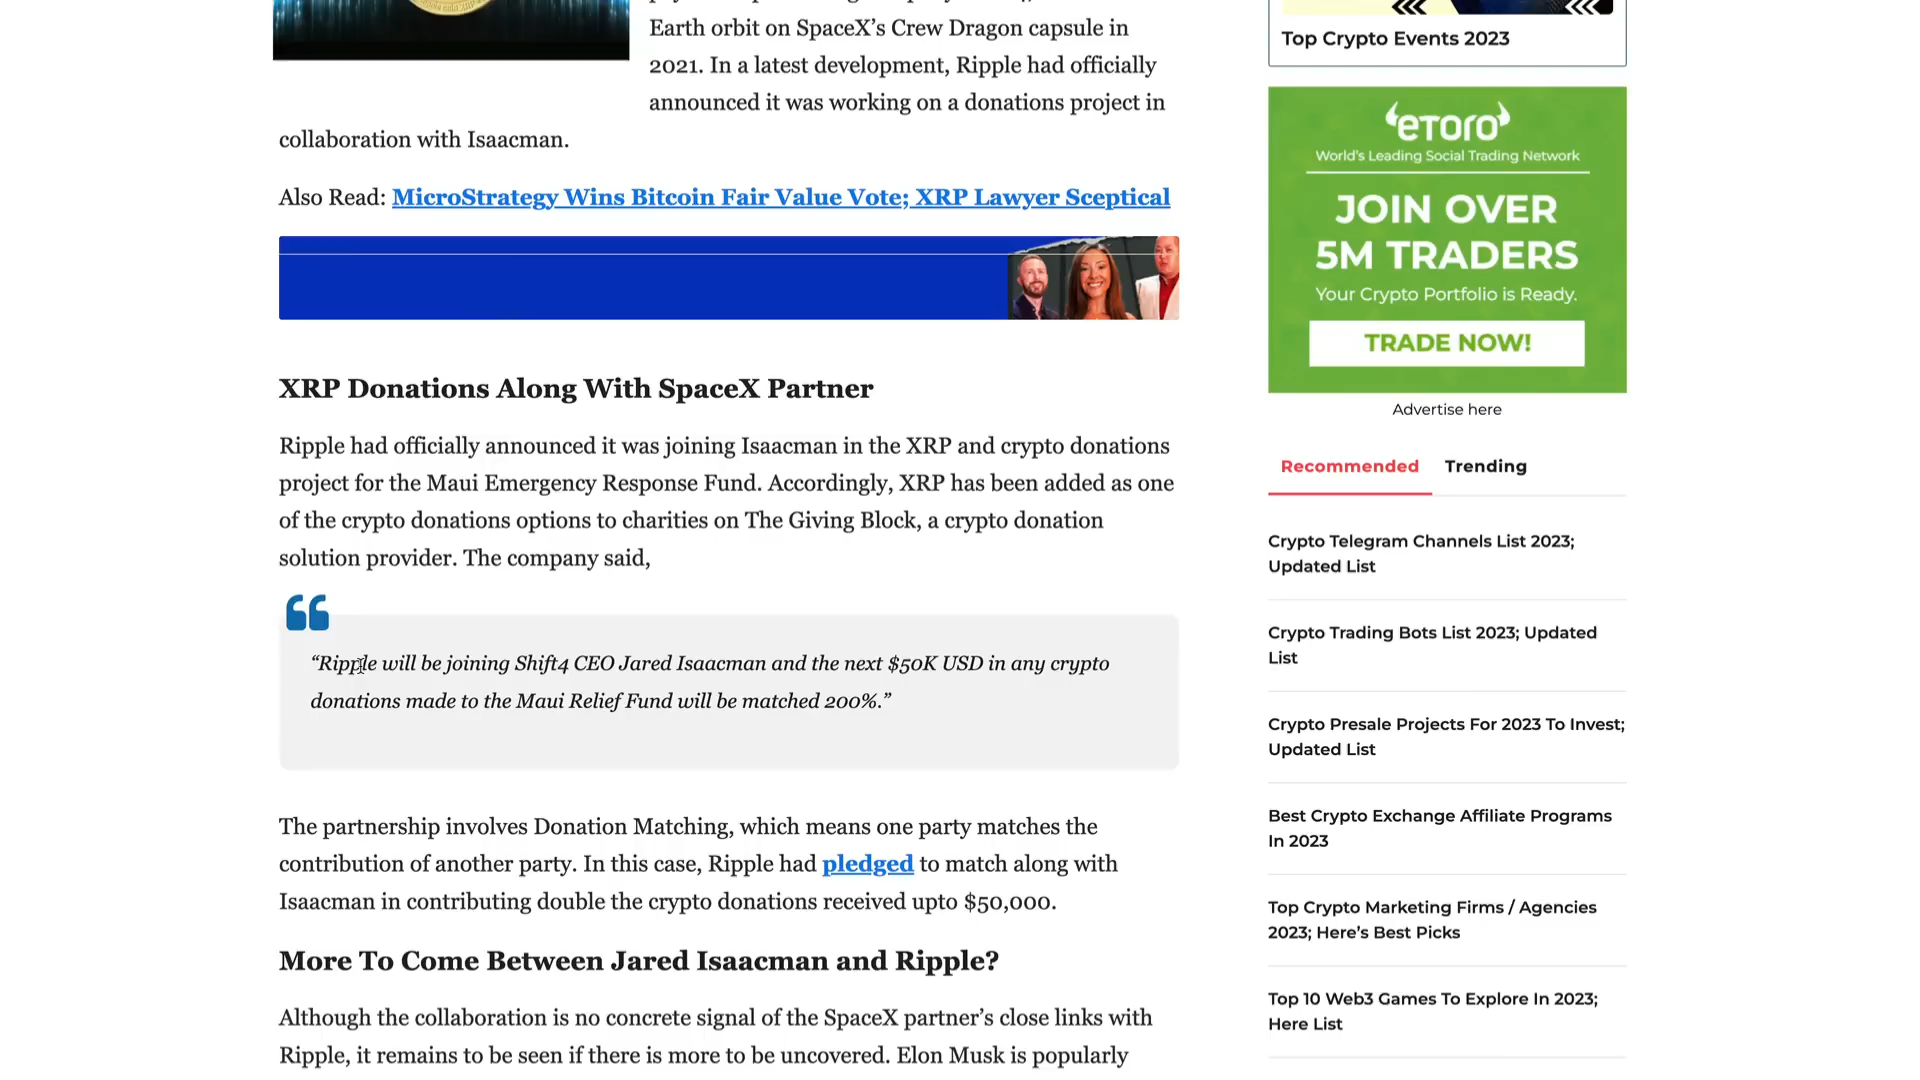 Earth orbit on SpaceX's Crew Dragon capsule in
2021. In a latest development, Ripple had officially
announced it was working on a donations project in
collaboration with Isaacman.
Also Read: MicroStrategy Wins Bitcoin Fair Value Vote; XRP Lawyer Sceptical
XRP Donations Along With SpaceX Partner
Ripple had officially announced it was joining Isaacman in the XRP and crypto donations
project for the Maui Emergency Response Fund. Accordingly, XRP has been added as one
of the crypto donations options to charities on The Giving Block, a crypto donation
solution provider. The company said,
“Ripple will be joining Shift4 CEO Jared Isaacman and the next $50K USD in any crypto
donations made to the Maui Relief Fund will be matched 200%.”
The partnership involves Donation Matching, which means one party matches the
contribution of another party. In this case, Ripple had pledged to match along with
Isaacman in contributing double the crypto donations received upto $50,000.
More To Come Between Jared Isaacman and Ripple?
Although the collaboration is no concrete signal of the SpaceX partner’s close links with
Ripple, it remains to be seen if there is more to be uncovered. Elon Musk is popularly
Top Crypto Events 2023
eToro
World's Leading Social Trading Network
JOIN OVER
5M TRADERS
Your Crypto Portfolio is Ready.
TRADE NOW!
Advertise here
Recommended Trending
Crypto Telegram Channels List 2023;
Updated List
Crypto Trading Bots List 2023; Updated
List
Crypto Presale Projects For 2023 To Invest;
Updated List
Best Crypto Exchange Affiliate Programs
In 2023
Top Crypto Marketing Firms / Agencies
2023; Here’s Best Picks
Top 10 Web3 Games To Explore In 2023;
Here List